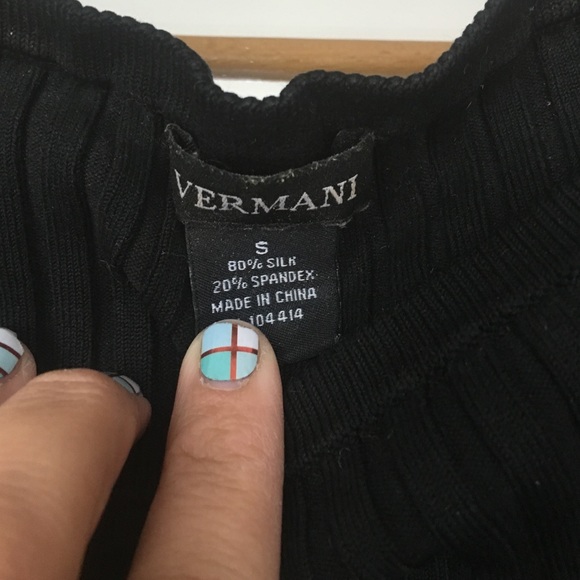 VERMANI
S
80% SILK
20% SPANDEX
MADE IN CHINA
104414